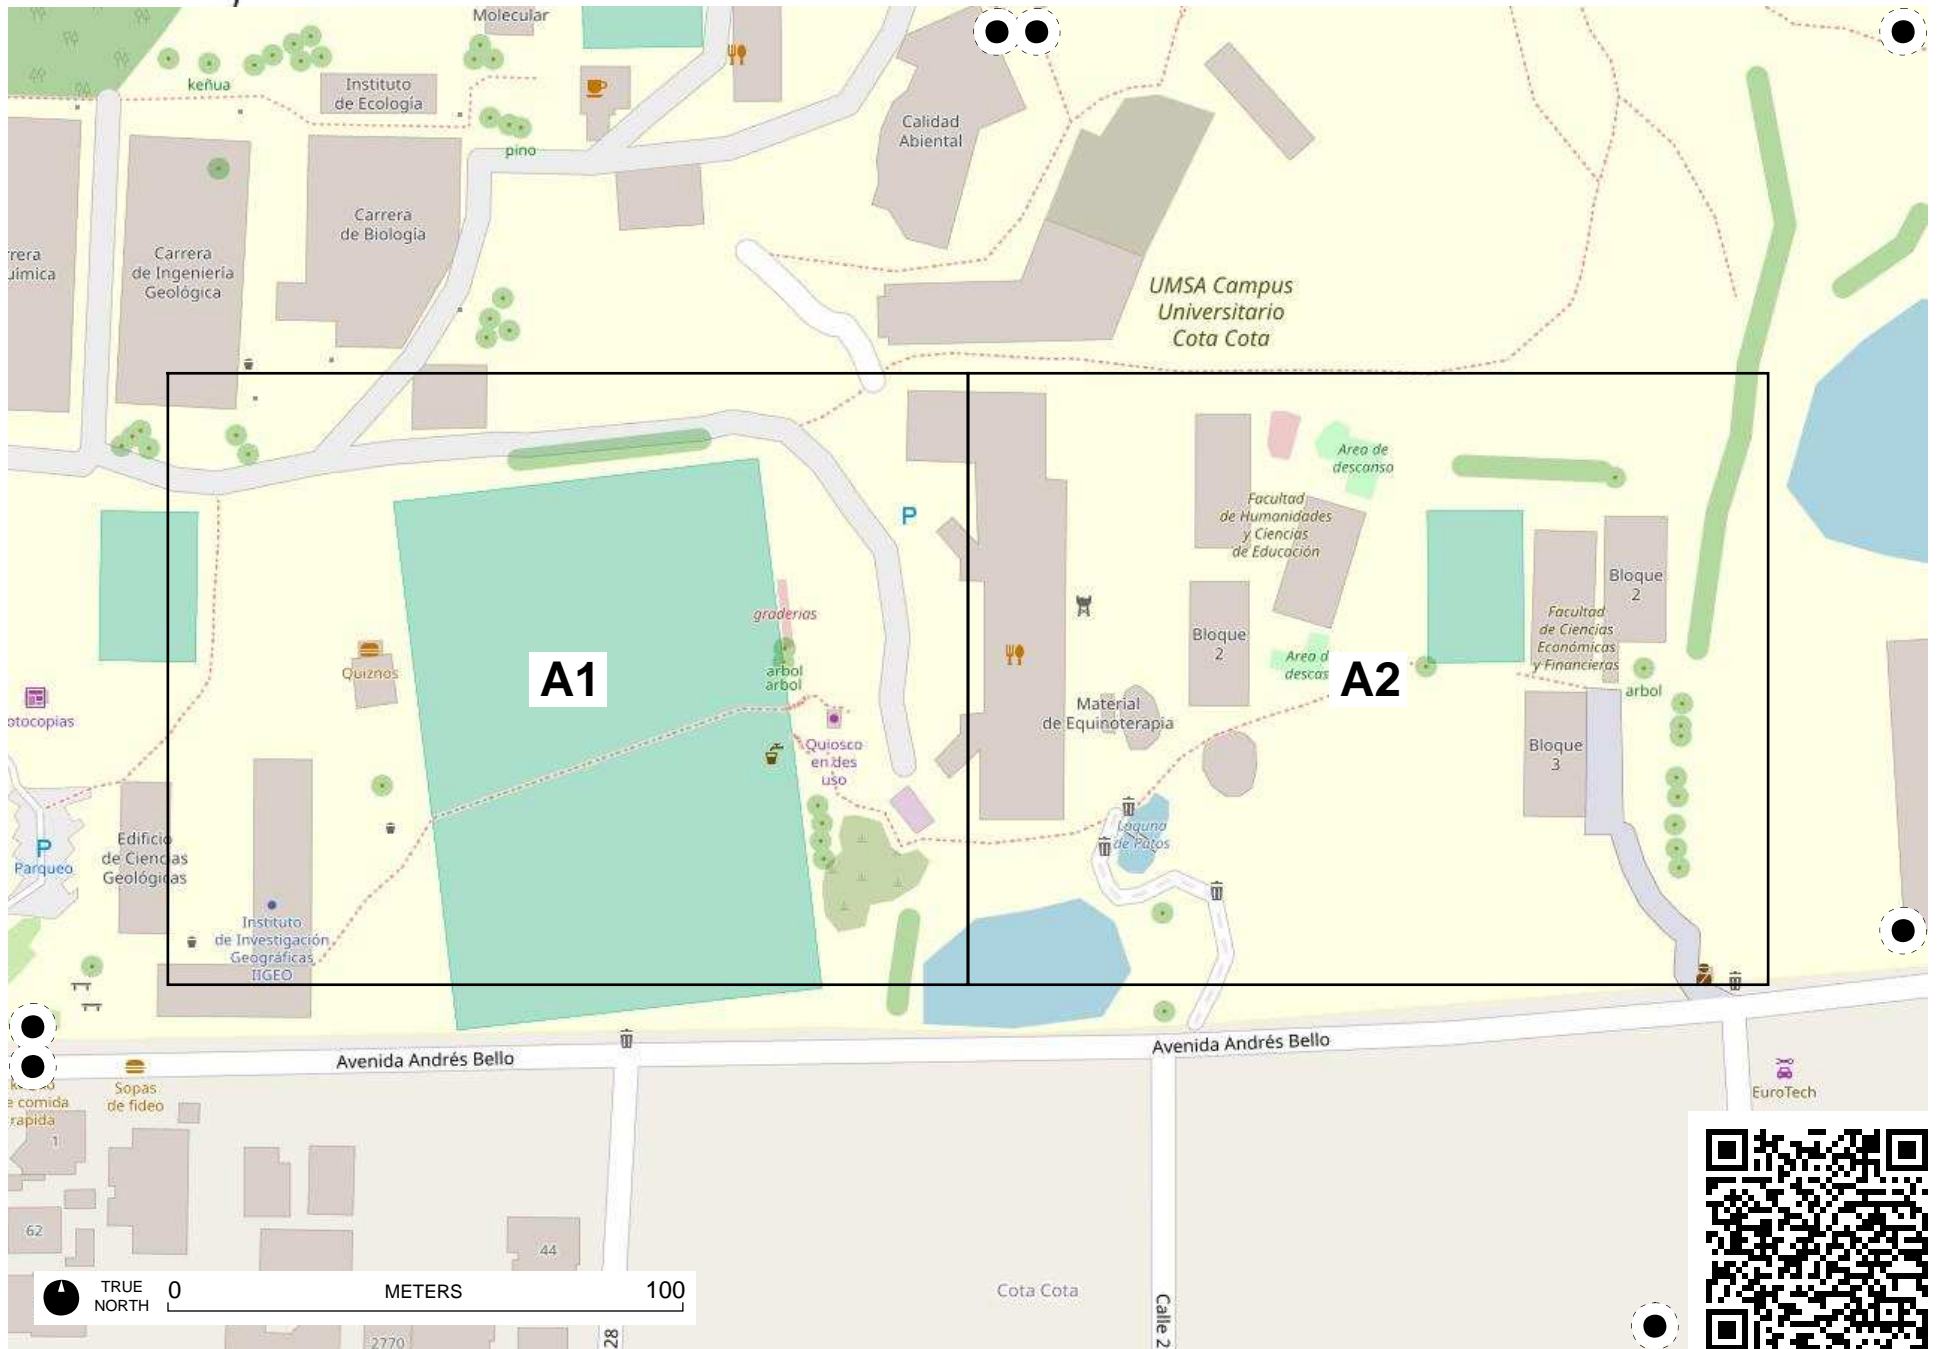 Molecular
keñua
Instituto
de Ecología
pino
Calidad
Abiental
Carrera
de Biología
Carrera
de Ingeniería
Geológica
UMSA Campus
Universitario
Cota Cota
Area de
descanso
Facultad
de Humanidades
y Ciencias
de Educación
P
Bloque
2
Facultad
de Ciencias
Económicas
y Financieras
graderias
Bloque
2
Quiznos
A1
arbol
arbol
Area d
descas
A2
arbol
Material
de Equinoterapia
otocopias
Quiosco
en des
uso
Bloque
3
Laguna
de Patos
P
Parqueo
Edificio
de Ciencias
Geológicas
Instituto
de Investigación
Geográficas
IIGEO
Avenida Andrés Bello
Avenida Andrés Bello
Sopas
de fideo
e comida
rapida
EuroTech
1
62
44
Cota Cota
TRUE
NORTH
0 METERS 100
2770
28
Calle 2